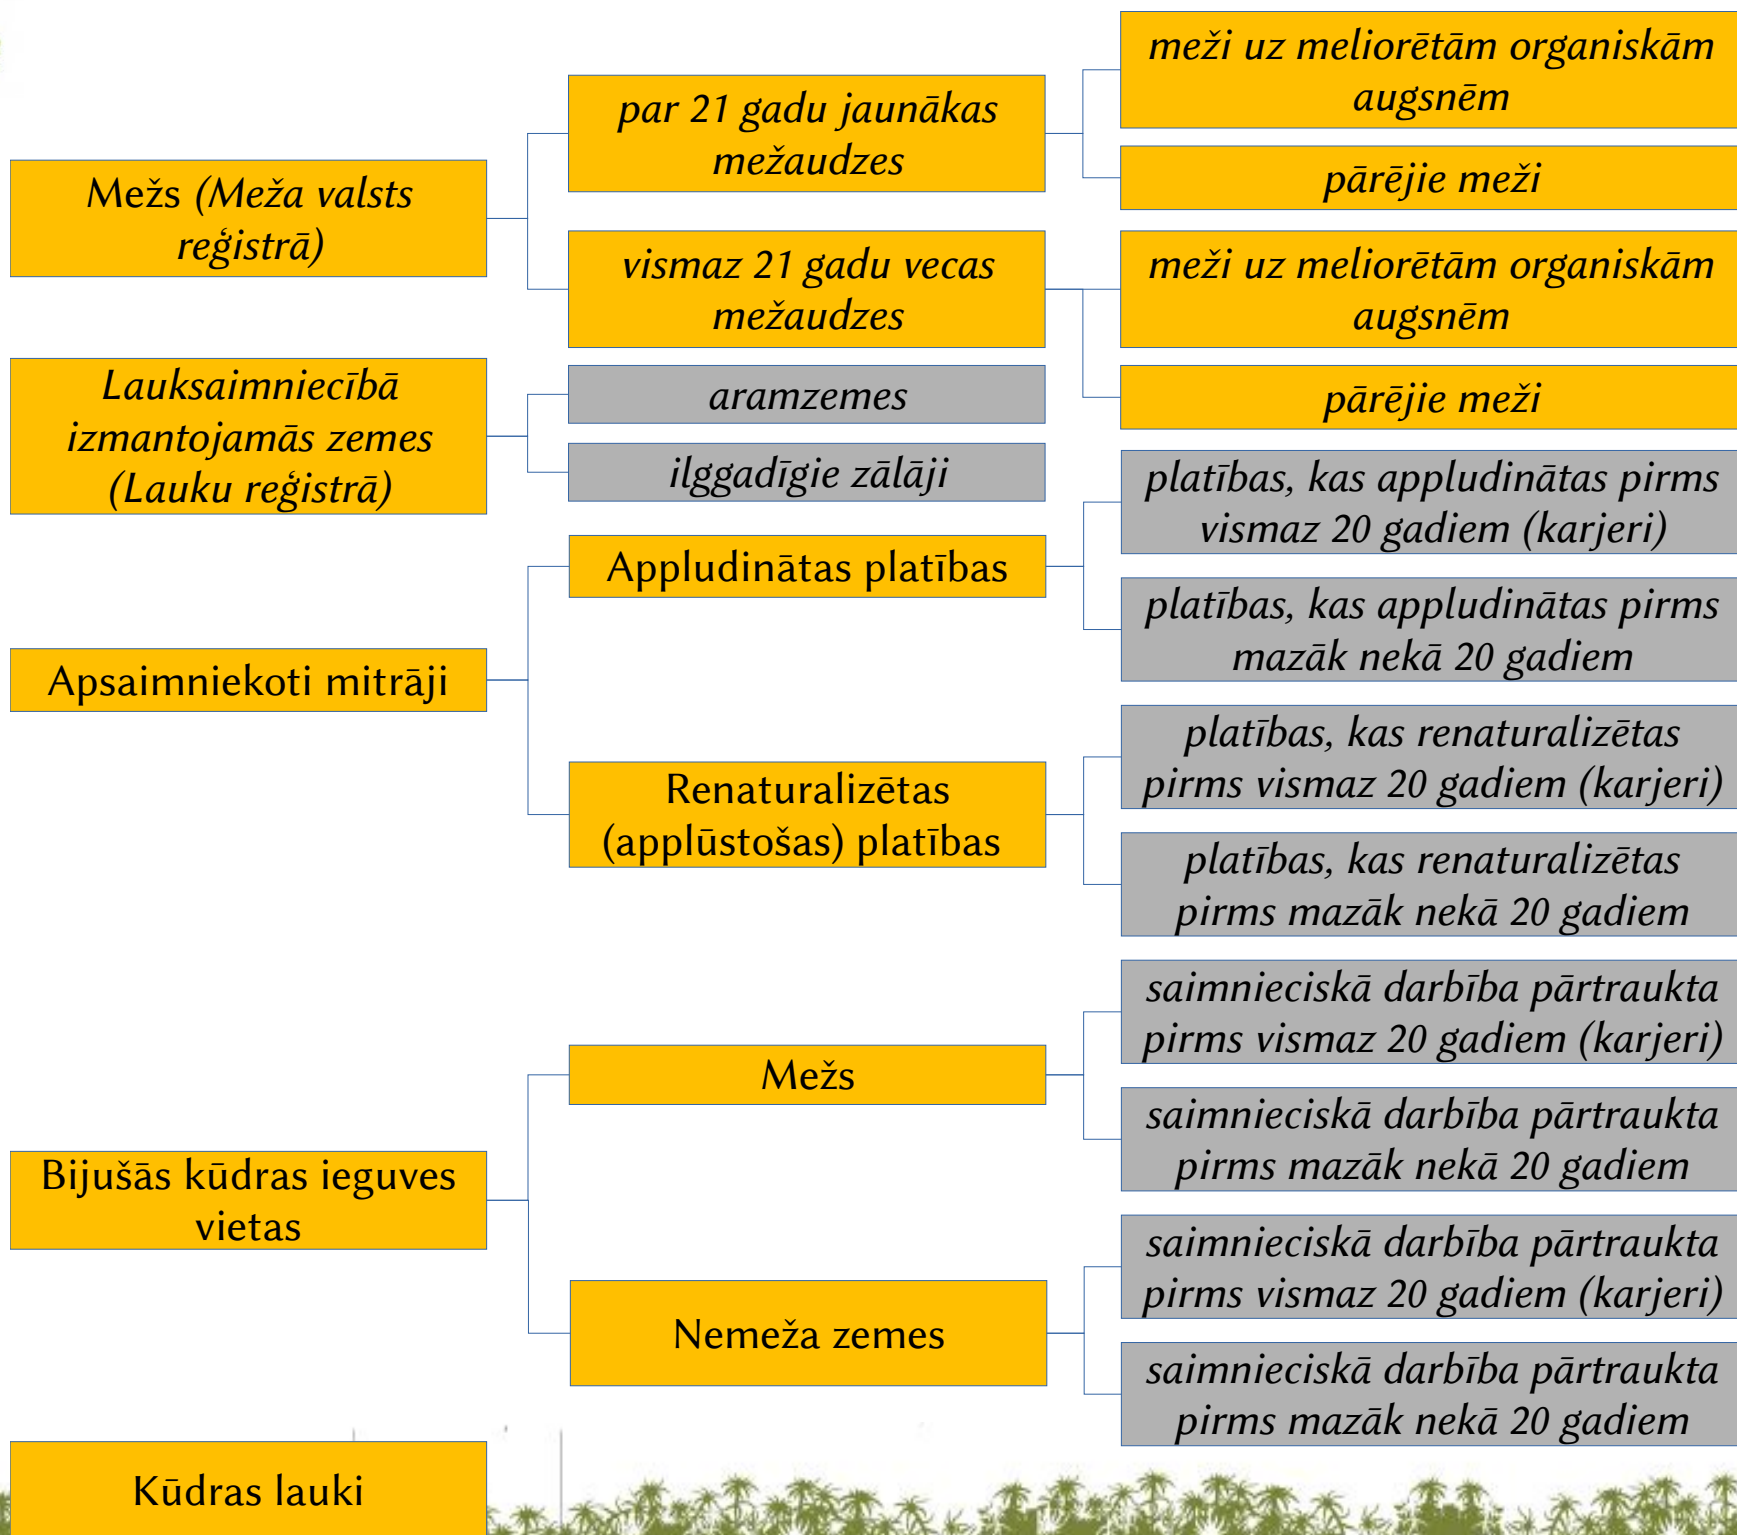 Mežs (Meža valsts
reģistrā)
par 21 gadu jaunākas
mežaudzes
meži uz meliorētām organiskām
augsnēm
pārējie meži
vismaz 21 gadu vecas
mežaudzes
meži uz meliorētām organiskām
augsnēm
pārējie meži
Lauksaimniecībā
izmantojamās zemes
(Lauku reģistrā)
aramzemes
ilggadīgie zālāji
Apsaimniekoti mitrāji
Appludinātas platības
platības, kas appludinātas pirms
vismaz 20 gadiem (karjeri)
platības, kas appludinātas pirms
mazāk nekā 20 gadiem
Renaturalizētas
(applūstošas) platības
platības, kas renaturalizētas
pirms vismaz 20 gadiem (karjeri)
platības, kas renaturalizētas
pirms mazāk nekā 20 gadiem
Bijušās kūdras ieguves
vietas
Mežs
saimnieciskā darbība pārtraukta
pirms vismaz 20 gadiem (karjeri)
saimnieciskā darbība pārtraukta
pirms mazāk nekā 20 gadiem
Nemeža zemes
saimnieciskā darbība pārtraukta
pirms vismaz 20 gadiem (karjeri)
saimnieciskā darbība pārtraukta
pirms mazāk nekā 20 gadiem
Kūdras lauki